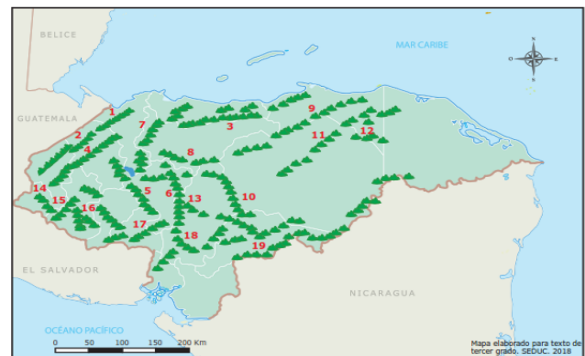 BELICE
MAR CARIBE
O
E
GUATEMALA
1
7
9
2
3
4
11
12
8
14
5
6
13
10
15
16
17
18
19
EL SALVADOR
NICARAGUA
OCÉANO PACÍFICO
0 50 100 150 200 Km
Mapa elaborado para texto de
tercer grado. SEDUC. 2018